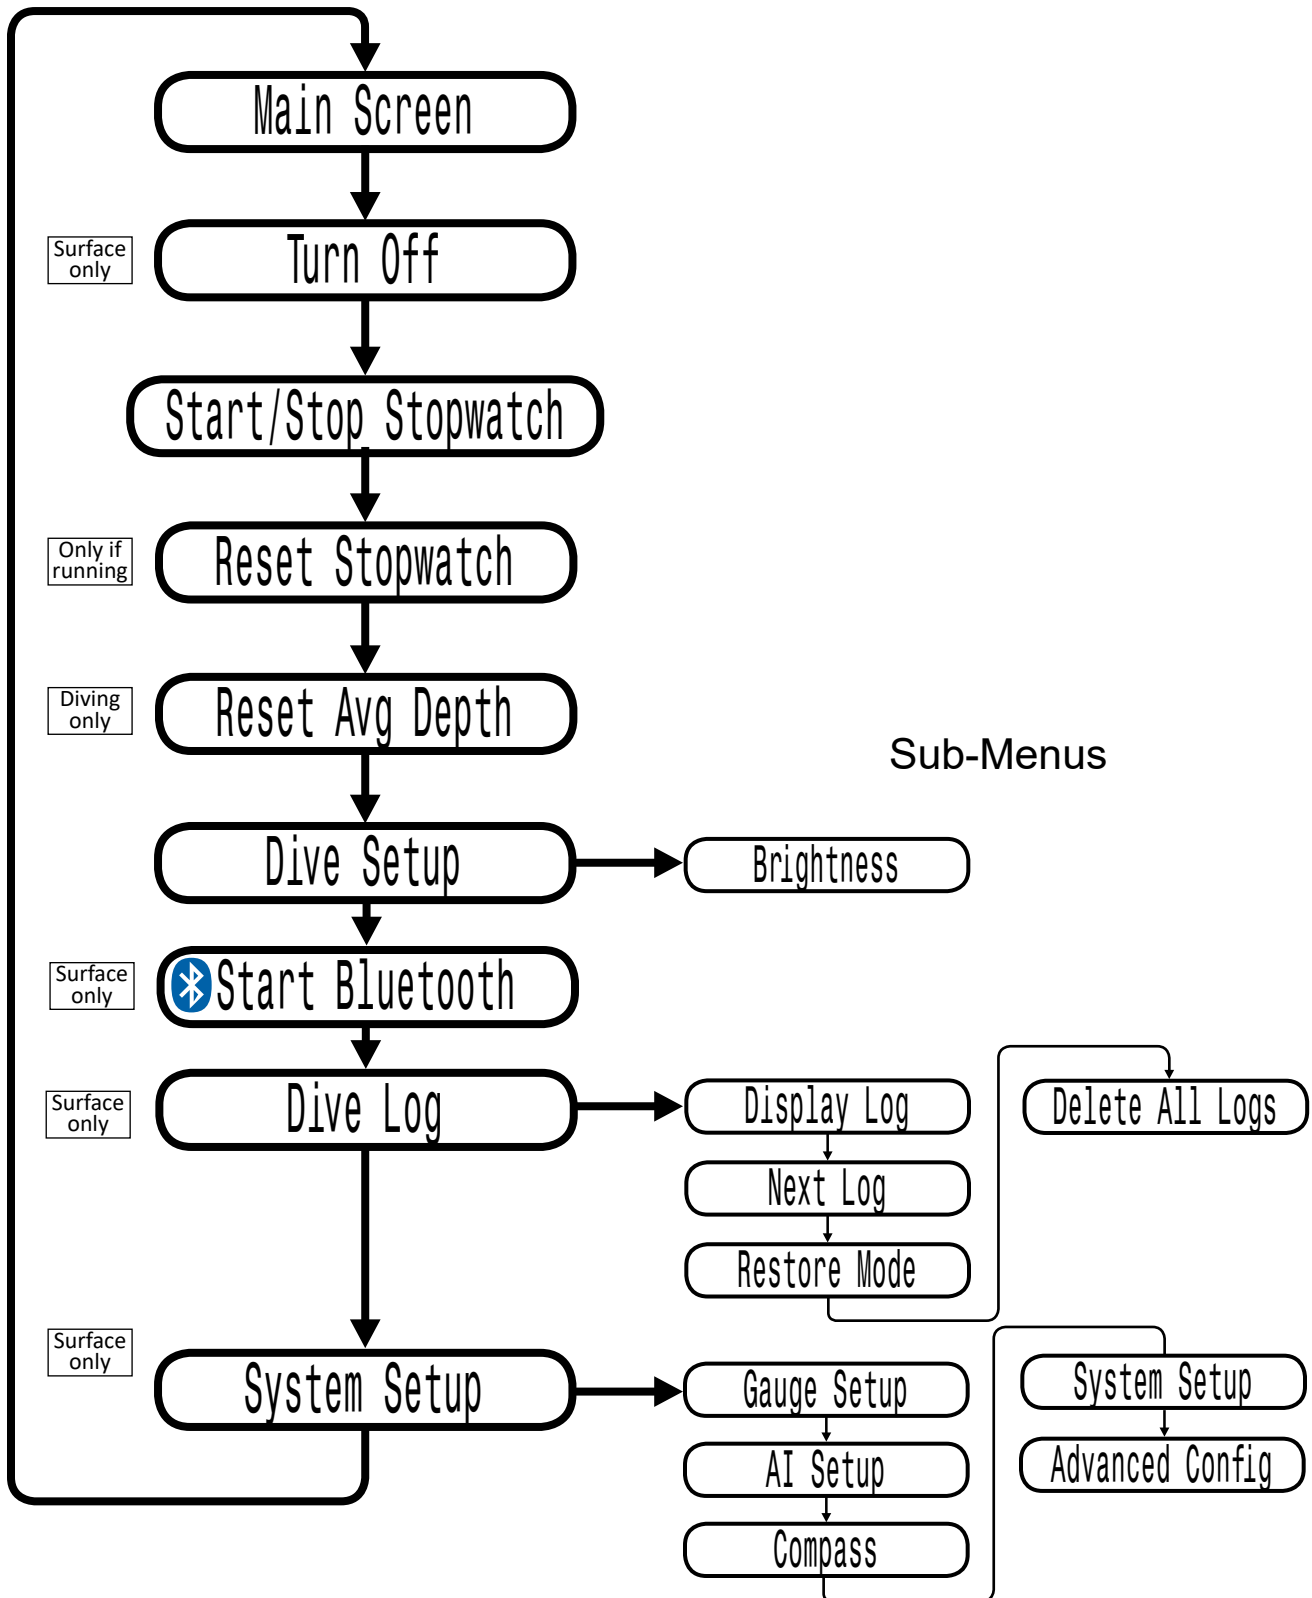 Main Screen
Surface
only
Turn Off
Start/Stop Stopwatch
Only if
running
Reset Stopwatch
Diving
only
Reset Avg Depth
Sub-Menus
Dive Setup
Brightness
Surface
only
Start Bluetooth
Surface
only
Dive Log
Display Log
Next Log
Restore Mode
Delete All Logs
Surface
only
System Setup
Gauge Setup
AI Setup
Compass
System Setup
Advanced Config